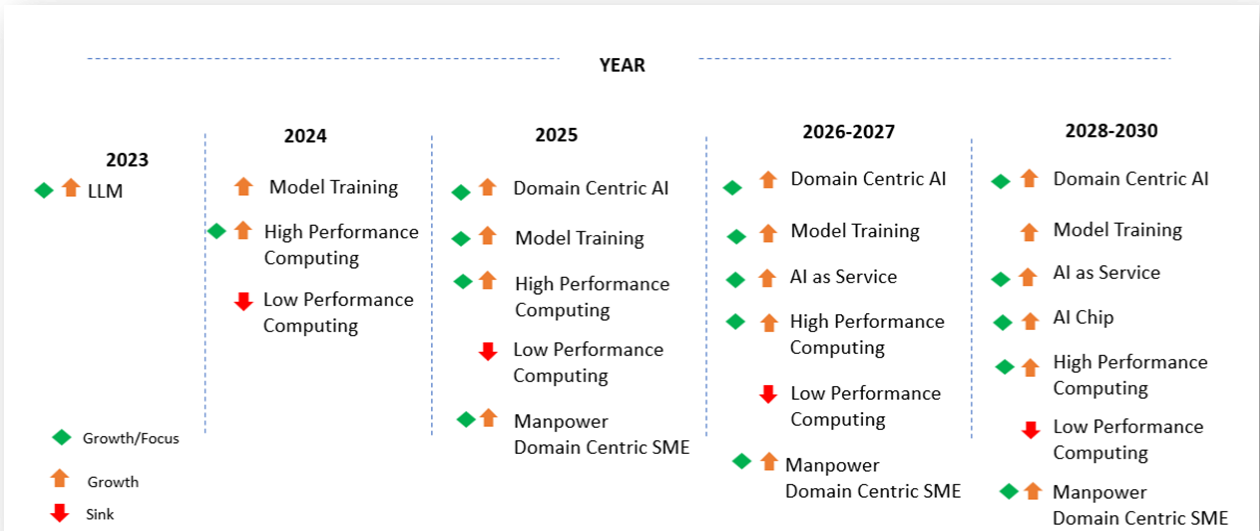 YEAR
2023
LLM
2024
Model Training
High Performance
Computing
Low Performance
Computing
2025
Domain Centric AI
Model Training
High Performance
Computing
Low Performance
Computing
Manpower
Domain Centric SME
2026-2027
Domain Centric AI
Model Training
AI as Service
High Performance
Computing
Low Performance
Computing
Manpower
Domain Centric SME
2028-2030
Domain Centric AI
Model Training
AI as Service
AI Chip
High Performance
Computing
Low Performance
Computing
Manpower
Domain Centric SME
Growth/Focus
Growth
Sink